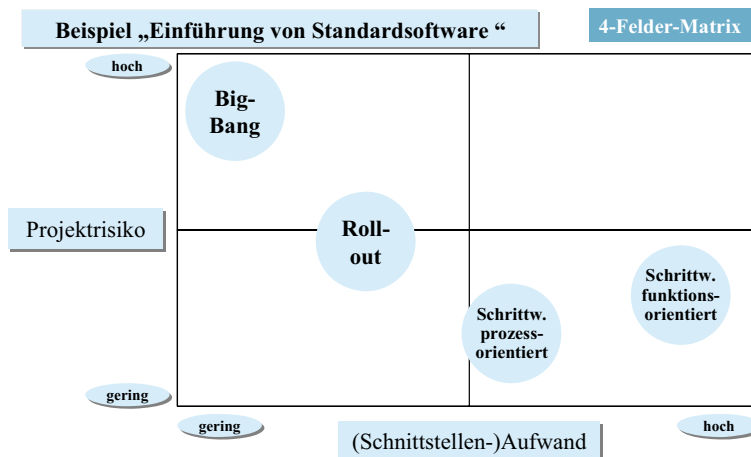 Beispiel „Einführung von Standardsoftware “
4-Felder-Matrix
hoch
Big-
Bang
Projektrisiko
Roll-
out
Schrittw.
funktions-
orientiert
Schrittw.
prozess-
orientiert
gering
gering
(Schnittstellen-)Aufwand
hoch